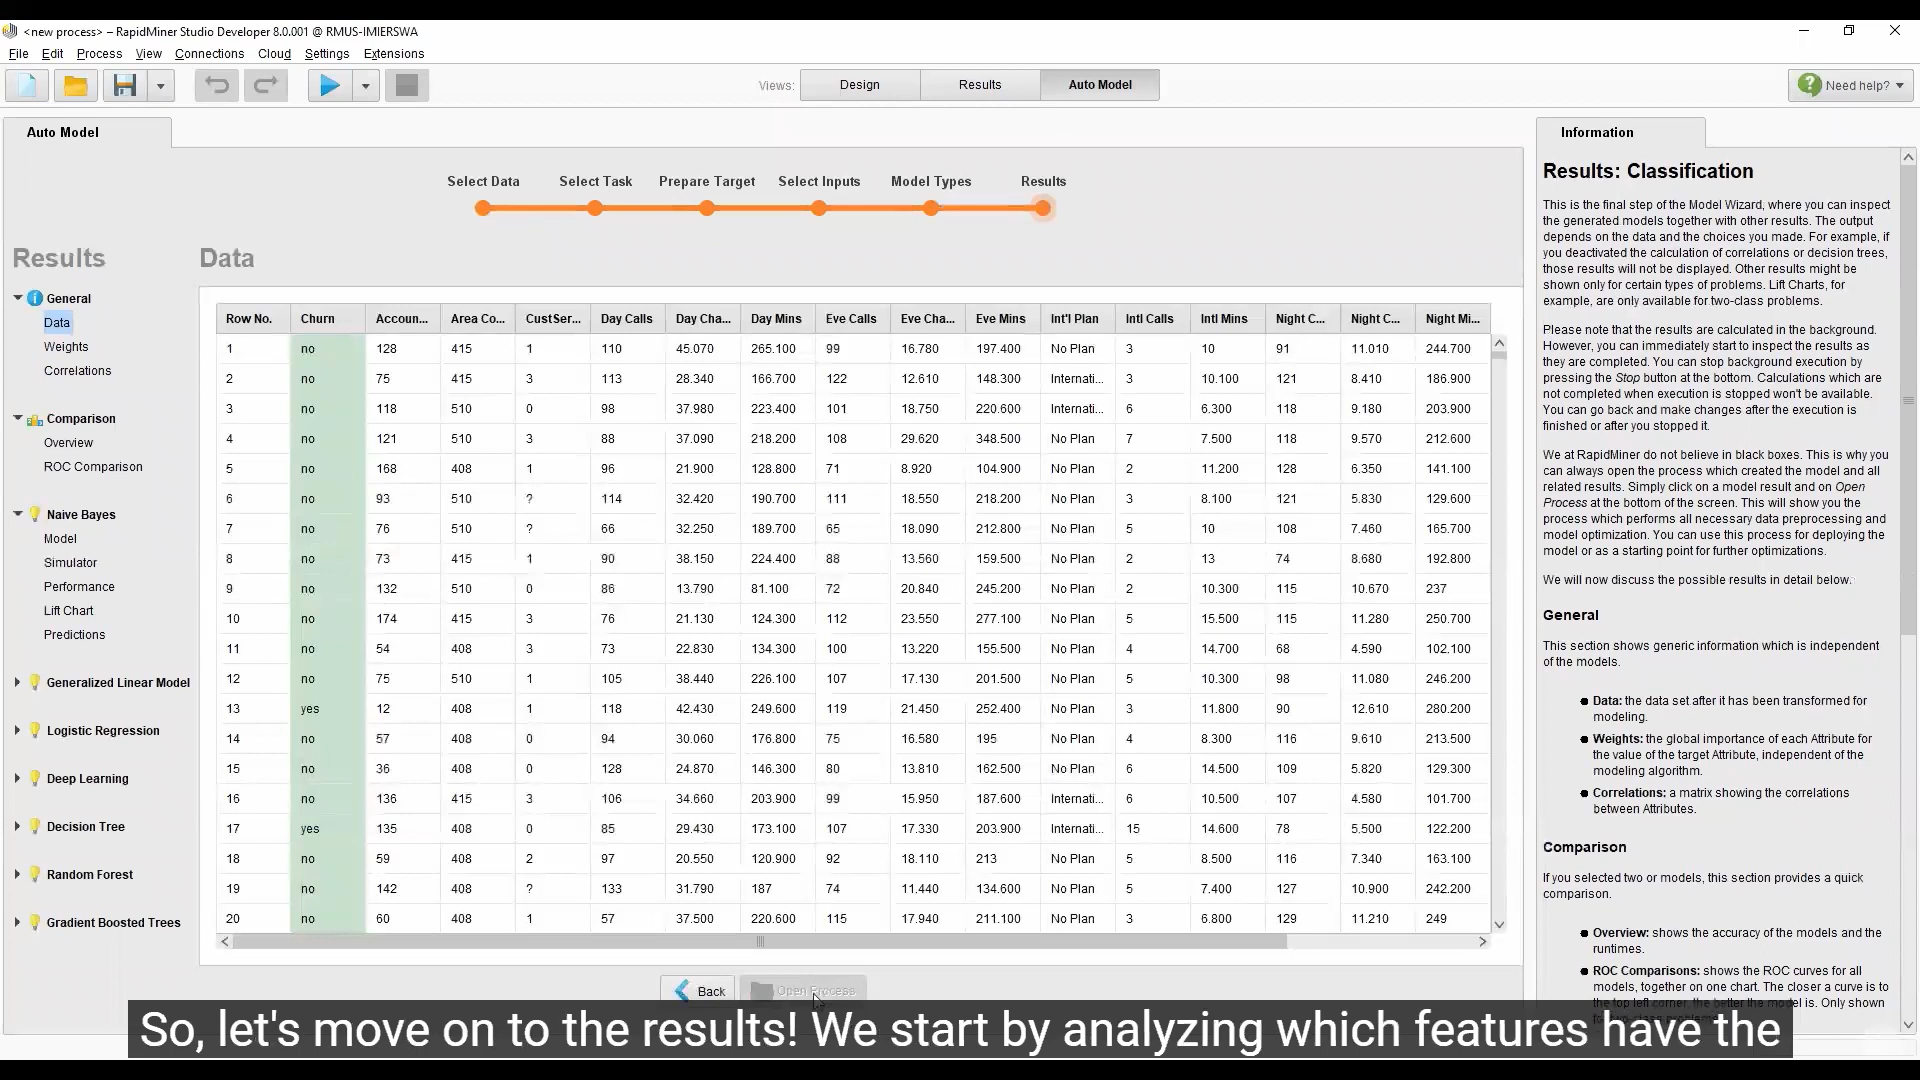 <new process> – RapidMiner Studio Developer 8.0.001 @ RMUS-IMIERSWA
File Edit Process View Connections Cloud Settings Extensions
Views: Design Results Auto Model
Need help?
Auto Model
Select Data Select Task Prepare Target Select Inputs Model Types Results
Results
General
Data
Weights
Correlations
Comparison
Overview
ROC Comparison
Naive Bayes
Model
Simulator
Performance
Lift Chart
Predictions
Generalized Linear Model
Logistic Regression
Deep Learning
Decision Tree
Random Forest
Gradient Boosted Trees
Data
Row No. Churn Accoun... Area Co... CustSer... Day Calls Day Cha... Day Mins Eve Calls Eve Cha... Eve Mins Int'l Plan Intl Calls Intl Mins Night C... Night C... Night Mi...
1 no 128 415 1 110 45.070 265.100 99 16.780 197.400 No Plan 3 10 91 11.010 244.700
2 no 75 415 3 113 28.340 166.700 122 12.610 148.300 Internati... 3 10.100 121 8.410 186.900
3 no 118 510 0 98 37.980 223.400 101 18.750 220.600 Internati... 6 6.300 118 9.180 203.900
4 no 121 510 3 88 37.090 218.200 108 29.620 348.500 No Plan 7 7.500 118 9.570 212.600
5 no 168 408 1 96 21.900 128.800 71 8.920 104.900 No Plan 2 11.200 128 6.350 141.100
6 no 93 510 ? 114 32.420 190.700 111 18.550 218.200 No Plan 3 8.100 121 5.830 129.600
7 no 76 510 ? 66 32.250 189.700 65 18.090 212.800 No Plan 5 10 108 7.460 165.700
8 no 73 415 1 90 38.150 224.400 88 13.560 159.500 No Plan 2 13 74 8.680 192.800
9 no 132 510 0 86 13.790 81.100 72 20.840 245.200 No Plan 2 10.300 115 10.670 237
10 no 174 415 3 76 21.130 124.300 112 23.550 277.100 No Plan 5 15.500 115 11.280 250.700
11 no 54 408 3 73 22.830 134.300 100 13.220 155.500 No Plan 4 14.700 68 4.590 102.100
12 no 75 510 1 105 38.440 226.100 107 17.130 201.500 No Plan 5 10.300 98 11.080 246.200
13 yes 12 408 1 118 42.430 249.600 119 21.450 252.400 No Plan 3 11.800 90 12.610 280.200
14 no 57 408 0 94 30.060 176.800 75 16.580 195 No Plan 4 8.300 116 9.610 213.500
15 no 36 408 0 128 24.870 146.300 80 13.810 162.500 No Plan 6 14.500 109 5.820 129.300
16 no 136 415 3 106 34.660 203.900 99 15.950 187.600 Internati... 6 10.500 107 4.580 101.700
17 yes 135 408 0 85 29.430 173.100 107 17.330 203.900 Internati... 15 14.600 78 5.500 122.200
18 no 59 408 2 97 20.550 120.900 92 18.110 213 No Plan 5 8.500 116 7.340 163.100
19 no 142 408 ? 133 31.790 187 74 11.440 134.600 No Plan 5 7.400 127 10.900 242.200
20 no 60 408 1 57 37.500 220.600 115 17.940 211.100 No Plan 3 6.800 129 11.210 249
Back Open Process
Information
Results: Classification
This is the final step of the Model Wizard, where you can inspect
the generated models together with other results. The output
depends on the data and the choices you made. For example, if
you deactivated the calculation of correlations or decision trees,
those results will not be displayed. Other results might be
shown only for certain types of problems. Lift Charts, for
example, are only available for two-class problems.
Please note that the results are calculated in the background.
However, you can immediately start to inspect the results as
they are completed. You can stop background execution by
pressing the Stop button at the bottom. Calculations which are
not completed when execution is stopped won't be available.
You can go back and make changes after the execution is
finished or after you stopped it.
We at RapidMiner do not believe in black boxes. This is why you
can always open the process which created the model and all
related results. Simply click on a model result and on Open
Process at the bottom of the screen. This will show you the
process which performs all necessary data preprocessing and
model optimization. You can use this process for deploying the
model or as a starting point for further optimizations.
We will now discuss the possible results in detail below.
General
This section shows generic information which is independent
of the models.
● Data: the data set after it has been transformed for
modeling.
● Weights: the global importance of each Attribute for
the value of the target Attribute, independent of the
modeling algorithm.
● Correlations: a matrix showing the correlations
between Attributes.
Comparison
If you selected two or models, this section provides a quick
comparison.
● Overview: shows the accuracy of the models and the
runtimes.
● ROC Comparisons: shows the ROC curves for all
models, together on one chart. The closer a curve is to
the top left corner, the better the model is. Only shown
So, let's move on to the results! We start by analyzing which features have the